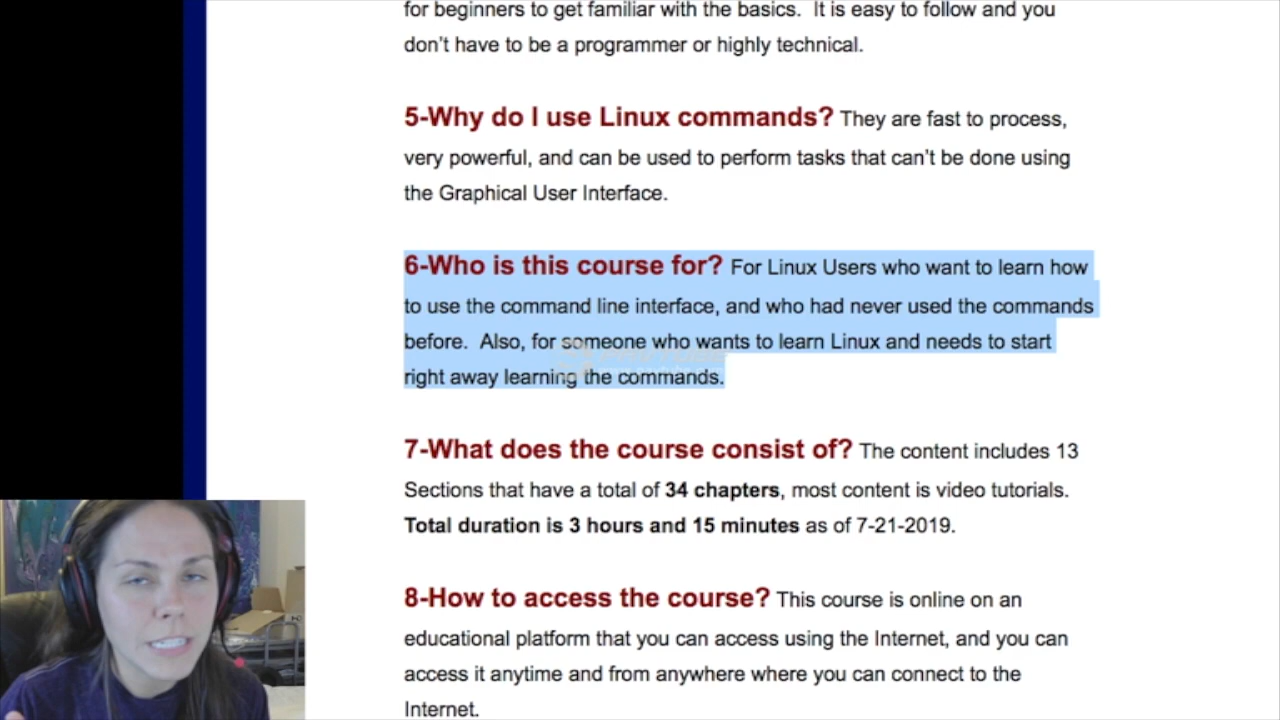 for beginners to get familiar with the basics.  It is easy to follow and you
don't have to be a programmer or highly technical.
5-Why do I use Linux commands? They are fast to process,
very powerful, and can be used to perform tasks that can't be done using
the Graphical User Interface.
6-Who is this course for? For Linux Users who want to learn how
to use the command line interface, and who had never used the commands
before.  Also, for someone who wants to learn Linux and needs to start
right away learning the commands.
7-What does the course consist of? The content includes 13
Sections that have a total of 34 chapters, most content is video tutorials.
Total duration is 3 hours and 15 minutes as of 7-21-2019.
8-How to access the course? This course is online on an
educational platform that you can access using the Internet, and you can
access it anytime and from anywhere where you can connect to the
Internet.